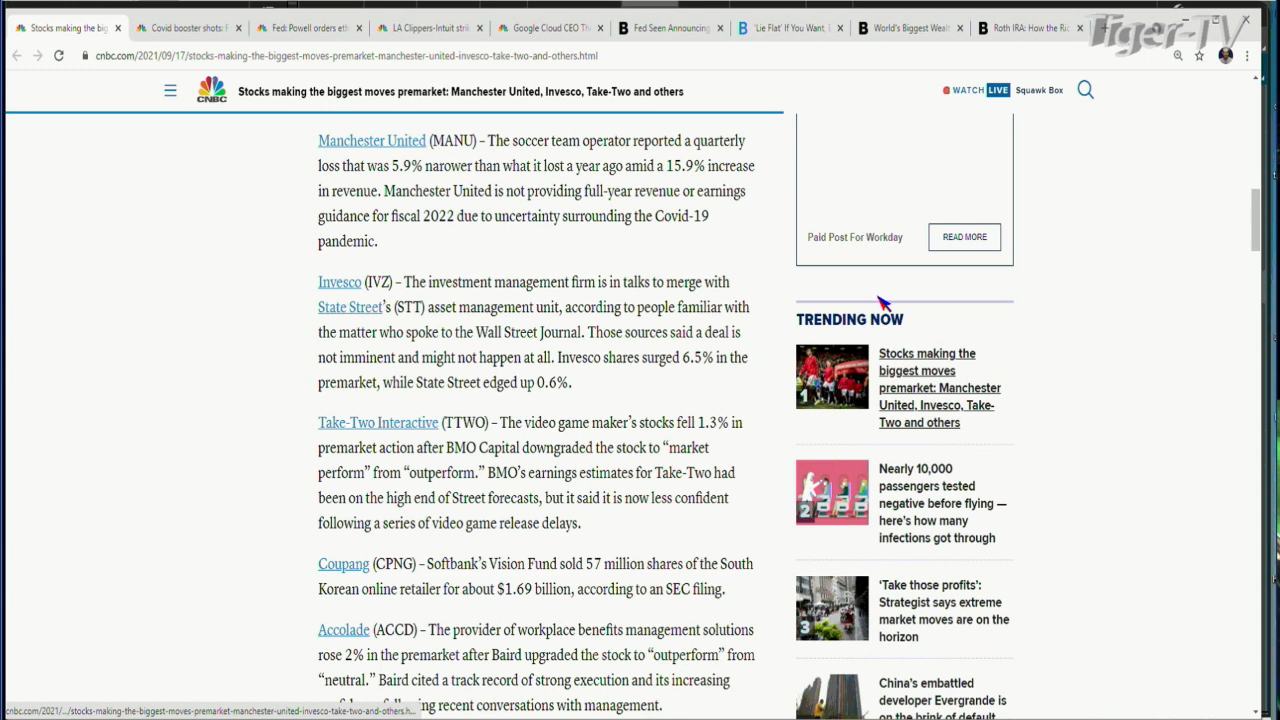 Stocks making the big
Covid booster shots: F
Fed: Powell orders eth
LA Clippers-Intuit strik
Google Cloud CEO Th
Fed Seen Announcing
'Lie Flat' If You Want,
World's Biggest Wealt
Roth IRA: How the Ric
Tiger-TV
cnbc.com/2021/09/17/stocks-making-the-biggest-moves-premarket-manchester-united-invesco-take-two-and-others.html
CNBC
Stocks making the biggest moves premarket: Manchester United, Invesco, Take-Two and others
WATCH LIVE Squawk Box
Manchester United (MANU) – The soccer team operator reported a quarterly
loss that was 5.9% narower than what it lost a year ago amid a 15.9% increase
in revenue. Manchester United is not providing full-year revenue or earnings
guidance for fiscal 2022 due to uncertainty surrounding the Covid-19
pandemic.
Invesco (IVZ) – The investment management firm is in talks to merge with
State Street's (STT) asset management unit, according to people familiar with
the matter who spoke to the Wall Street Journal. Those sources said a deal is
not imminent and might not happen at all. Invesco shares surged 6.5% in the
premarket, while State Street edged up 0.6%.
Take-Two Interactive (TTWO) – The video game maker's stocks fell 1.3% in
premarket action after BMO Capital downgraded the stock to “market
perform” from “outperform.” BMO's earnings estimates for Take-Two had
been on the high end of Street forecasts, but it said it is now less confident
following a series of video game release delays.
Coupang (CPNG) – Softbank's Vision Fund sold 57 million shares of the South
Korean online retailer for about $1.69 billion, according to an SEC filing.
Accolade (ACCD) – The provider of workplace benefits management solutions
rose 2% in the premarket after Baird upgraded the stock to “outperform” from
“neutral.” Baird cited a track record of strong execution and its increasing
recent conversations with management.
Paid Post For Workday
READ MORE
TRENDING NOW
1
Stocks making the
biggest moves
premarket: Manchester
United, Invesco, Take-
Two and others
2
Nearly 10,000
passengers tested
negative before flying —
here's how many
infections got through
3
‘Take those profits’:
Strategist says extreme
market moves are on the
horizon
China's embattled
developer Evergrande is
on the brink of default
cnbc.com/2021/.../stocks-making-the-biggest-moves-premarket-manchester-united-invesco-take-two-and-others.h...